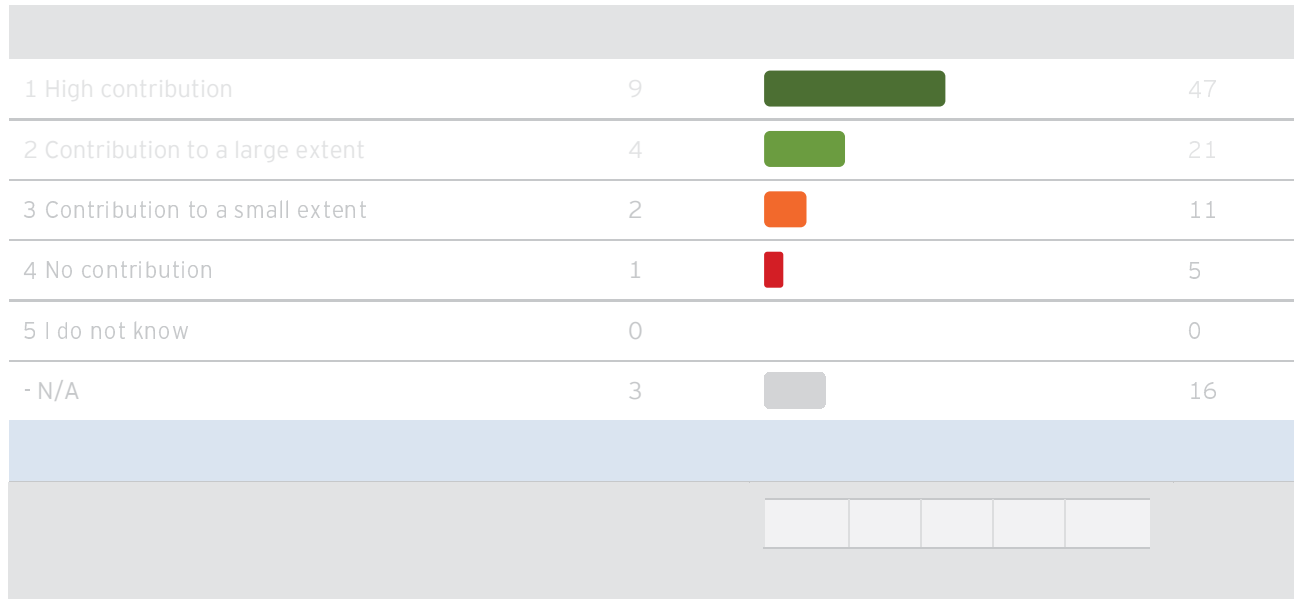 1 High contribution 9 47
2 Contribution to a large extent 4 21
3 Contribution to a small extent 2 11
4 No contribution 1 5
5 I do not know 0 0
- N/A 3 16